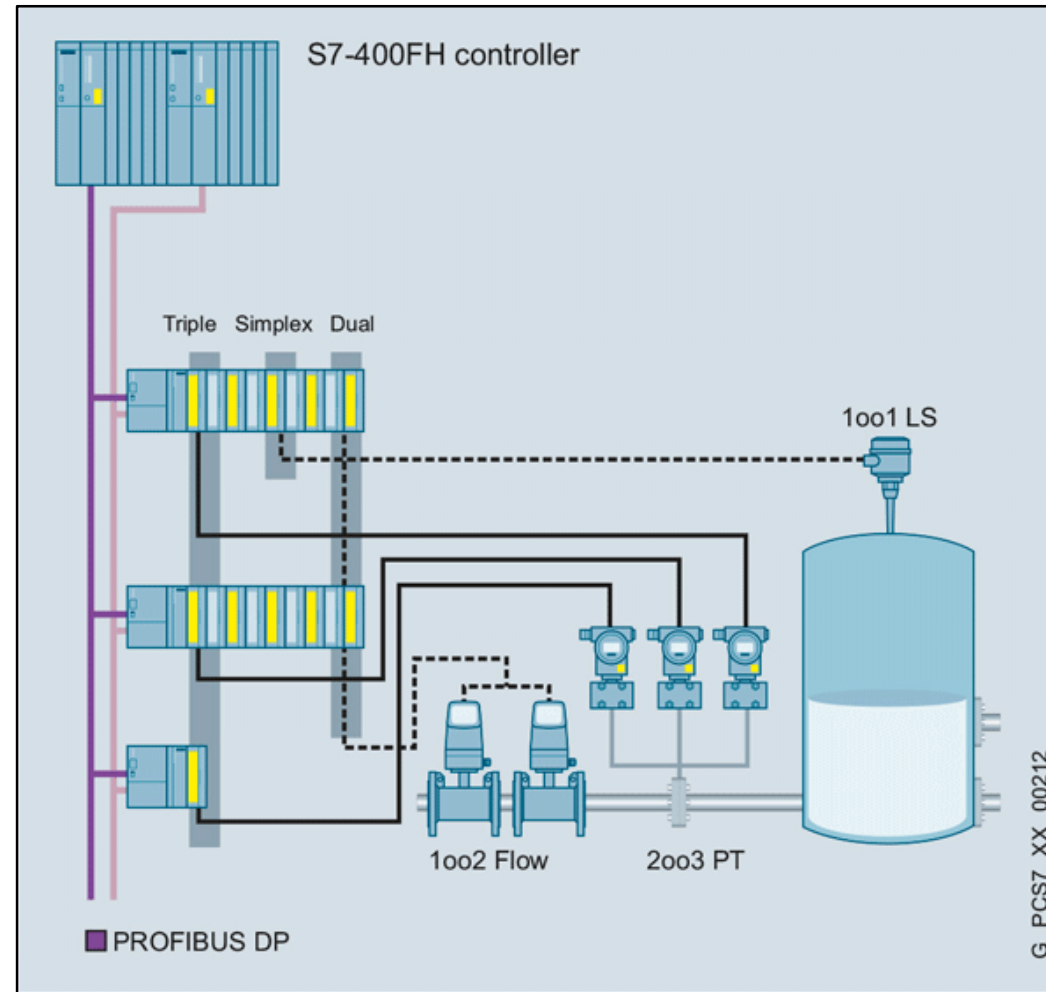 S7-400FH controller
Triple Simplex Dual
1oo1 LS
1oo2 Flow
2oo3 PT
PROFIBUS DP
G_PCS7_XX_00212